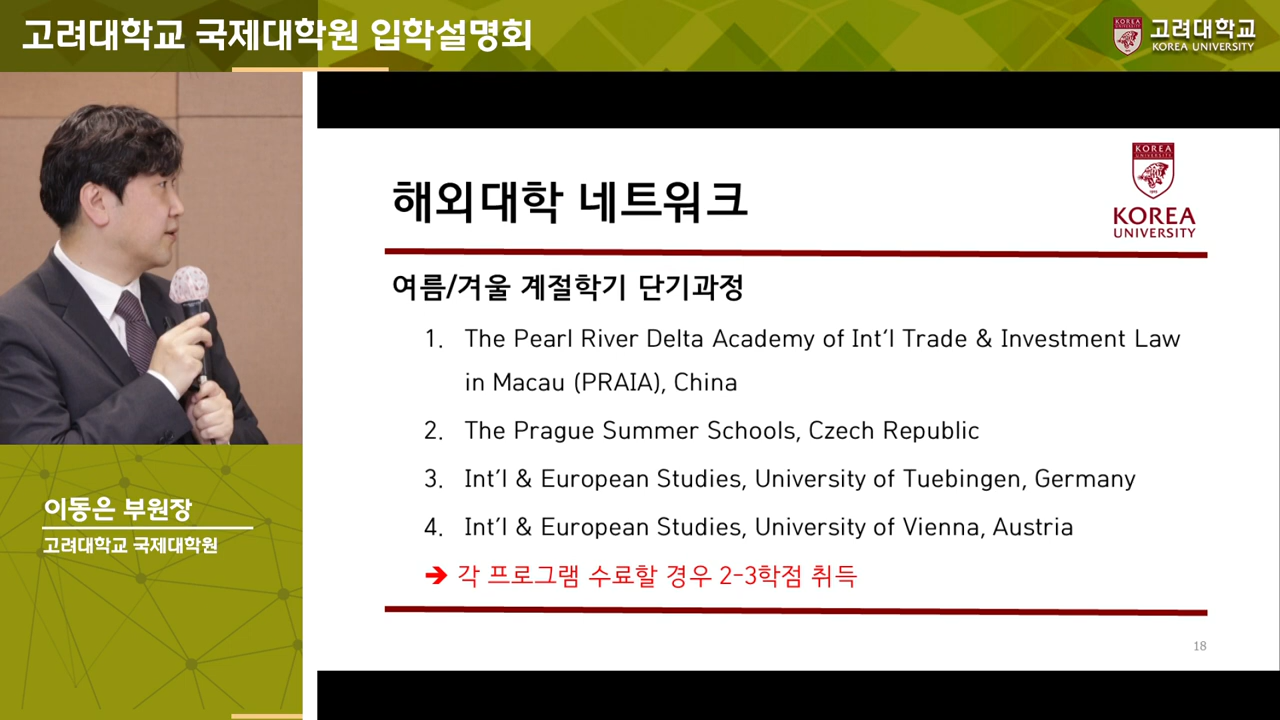 고려대학교 국제대학원 입학설명회
KOREA
고려대학교
KOREA UNIVERSITY
해외대학 네트워크
KOREA
UNIVERSITY
KOREA
UNIVERSITY
여름/겨울 계절학기 단기과정
1. The Pearl River Delta Academy of Int'l Trade & Investment Law
in Macau (PRAIA), China
2. The Prague Summer Schools, Czech Republic
3. Int'l & European Studies, University of Tuebingen, Germany
4. Int'l & European Studies, University of Vienna, Austria
➔ 각 프로그램 수료할 경우 2-3학점 취득
18
이동은 부원장
고려대학교 국제대학원